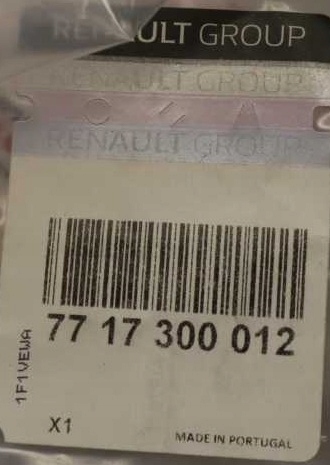 RENAULT GROUP
RENAULT GROUP
RENAULT GROUP
77 17 300 012
1F1VEWA
X1
MADE IN PORTUGAL